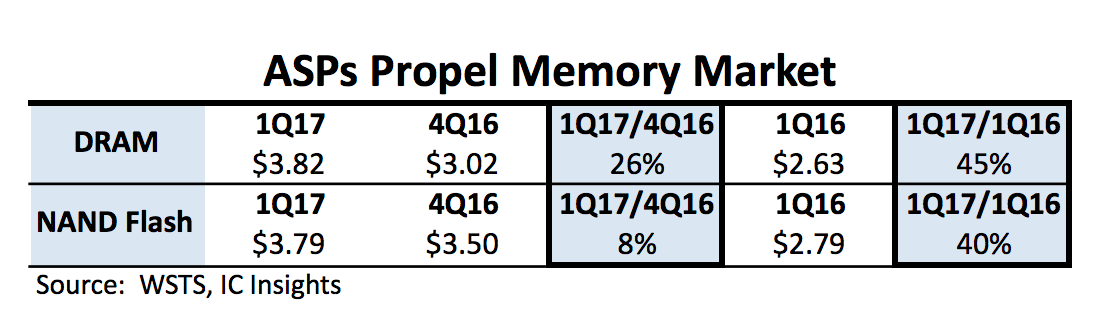 ASPs Propel Memory Market
DRAM
1Q17 4Q16 1Q17/4Q16 1Q16 1Q17/1Q16
$3.82 $3.02 26% $2.63 45%
NAND Flash
1Q17 4Q16 1Q17/4Q16 1Q16 1Q17/1Q16
$3.79 $3.50 8% $2.79 40%
Source: WSTS, IC Insights